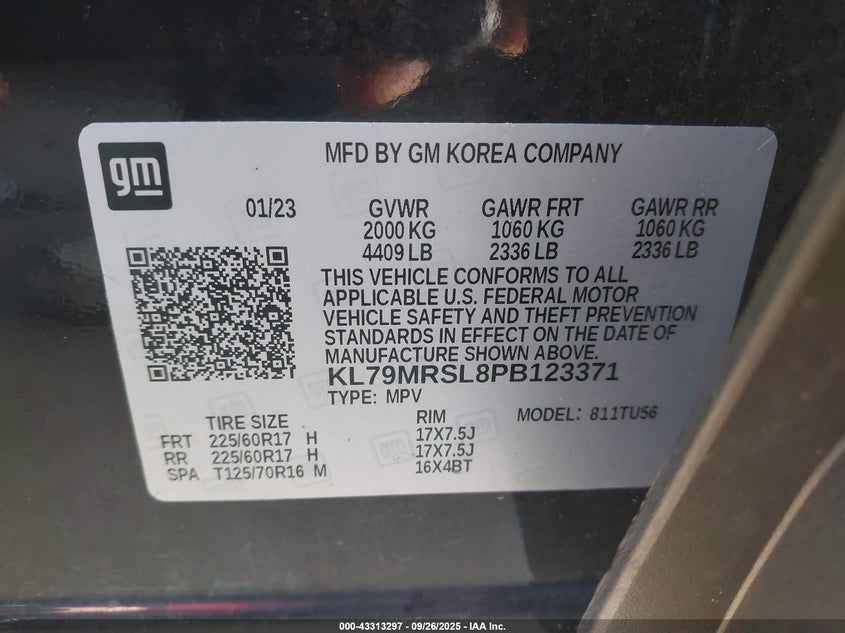 gm
MFD BY GM KOREA COMPANY
01/23 GVWR GAWR FRT GAWR RR
2000 KG 1060 KG 1060 KG
4409 LB 2336 LB 2336 LB
THIS VEHICLE CONFORMS TO ALL
APPLICABLE U.S. FEDERAL MOTOR
VEHICLE SAFETY AND THEFT PREVENTION
STANDARDS IN EFFECT ON THE DATE OF
MANUFACTURE SHOWN ABOVE.
KL79MRSL8PB123371
TYPE: MPV
TIRE SIZE RIM MODEL: 811TU56
FRT 225/60R17 H 17X7.5J
RR 225/60R17 H 17X7.5J
SPA T125/70R16 M 16X4BT
000-43313297 - 09/26/2025 - IAA Inc.